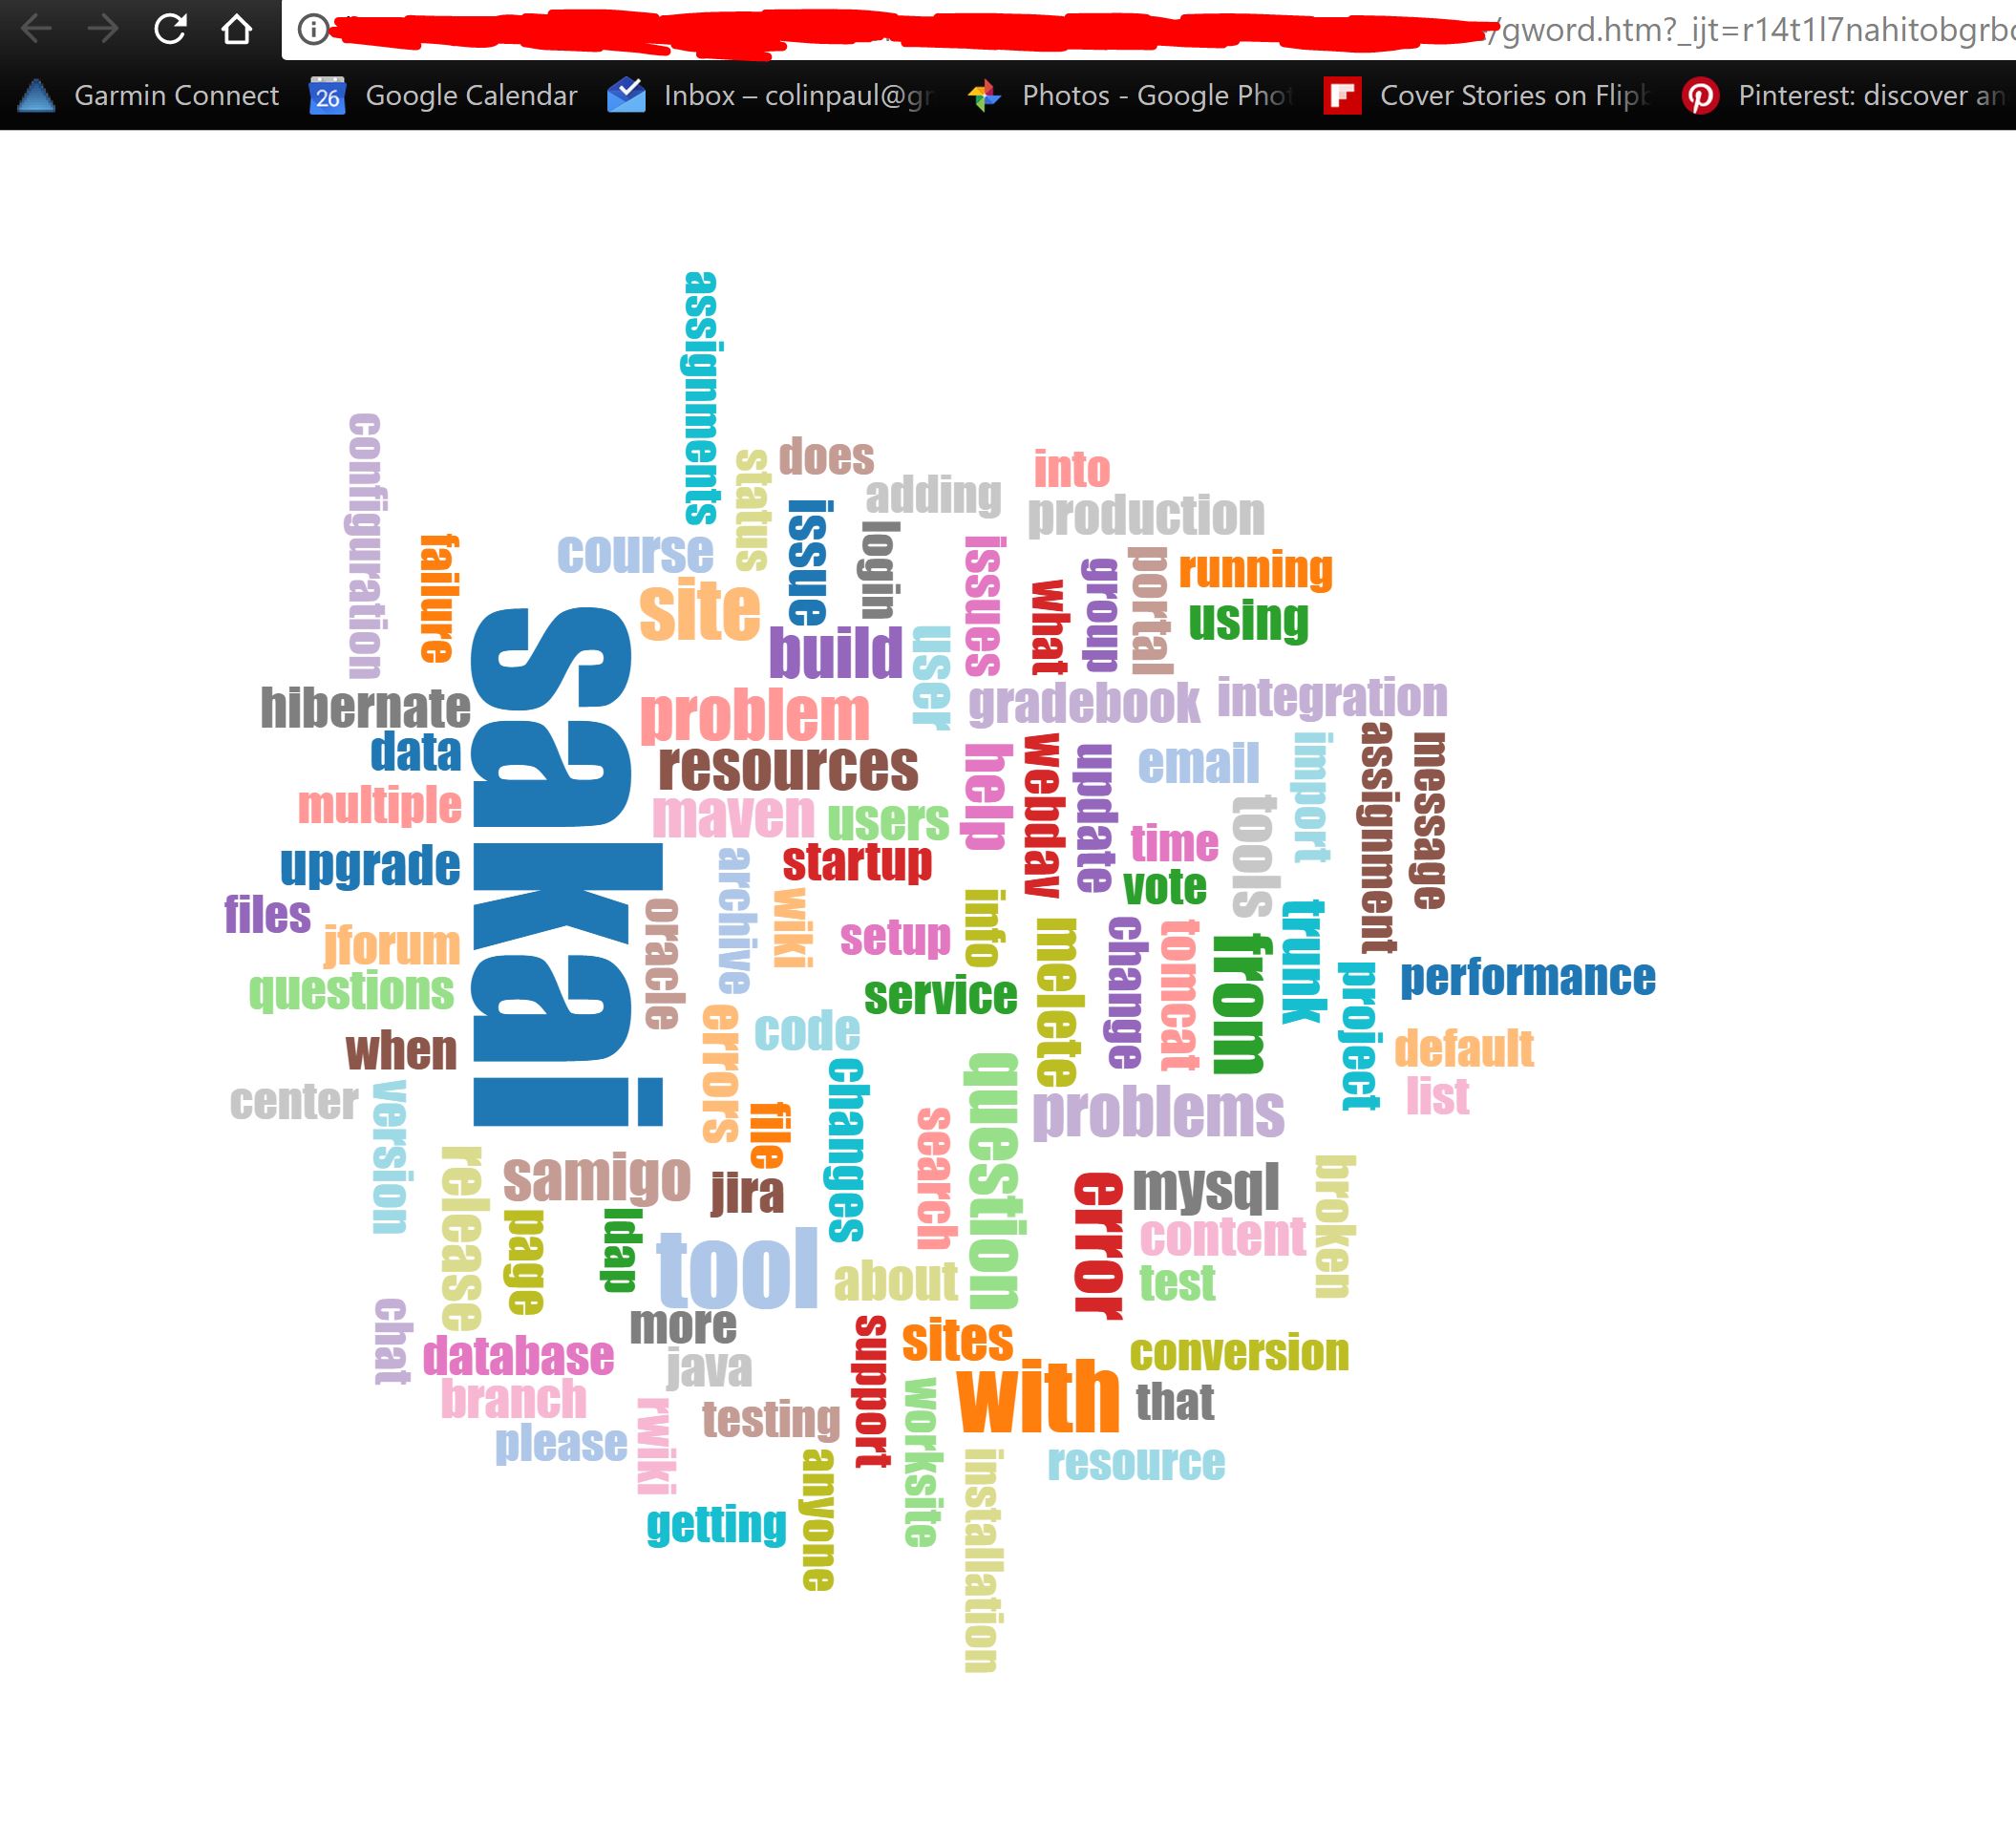 /gword.htm?_ijt=r14t1l7nahitobgrb
Garmin Connect
26
Google Calendar
Inbox – colinpaul@gr
Photos - Google Phot
Cover Stories on Flipb
Pinterest: discover an
assignments
configuration
status
does
into
adding
production
failure
course
issue
login
issues
what
group
portal
running
using
site
build
user
sakai
hibernate
problem
gradebook
integration
data
resources
help
webdav
update
email
import
assignment
message
multiple
maven
users
time
tools
upgrade
archive
startup
vote
files
jforum
oracle
wiki
setup
info
melete
change
tomcat
from
trunk
project
performance
questions
service
when
errors
code
default
center
version
file
changes
search
question
problems
list
release
samigo
jira
error
mysql
broken
page
ldap
tool
about
content
test
chat
more
database
java
support
sites
conversion
branch
with
that
please
rwiki
testing
worksite
resource
getting
anyone
installation